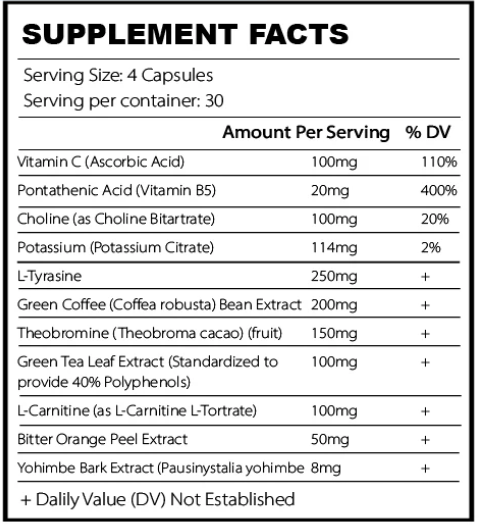 SUPPLEMENT FACTS
Serving Size: 4 Capsules
Serving per container: 30
Amount Per Serving % DV
Vitamin C (Ascorbic Acid) 100mg 110%
Pontathenic Acid (Vitamin B5) 20mg 400%
Choline (as Choline Bitartrate) 100mg 20%
Potassium (Potassium Citrate) 114mg 2%
L-Tyrasine 250mg +
Green Coffee (Coffea robusta) Bean Extract 200mg +
Theobromine (Theobroma cacao) (fruit) 150mg +
Green Tea Leaf Extract (Standardized to 100mg +
provide 40% Polyphenols)
L-Carnitine (as L-Carnitine L-Tortrate) 100mg +
Bitter Orange Peel Extract 50mg +
Yohimbe Bark Extract (Pausinystalia yohimbe 8mg +
+ Dalily Value (DV) Not Established